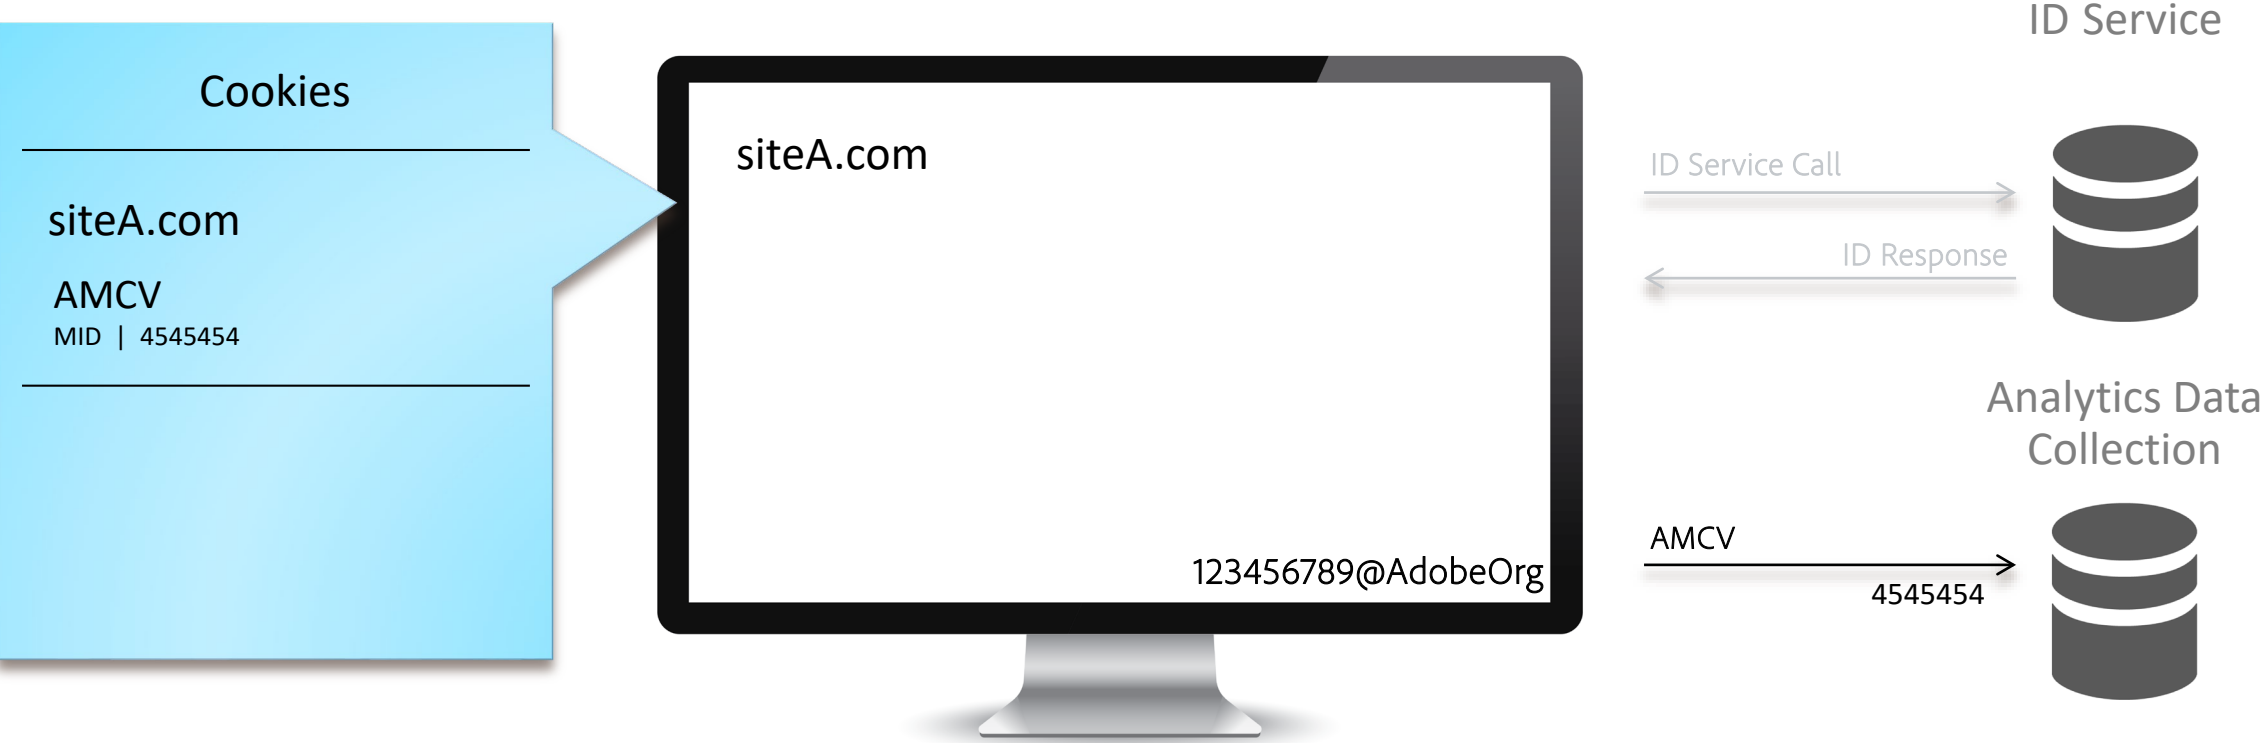 Cookies
siteA.com
AMCV
MID | 4545454
siteA.com
123456789@AdobeOrg
ID Service
ID Service Call
ID Response
Analytics Data
Collection
AMCV
4545454